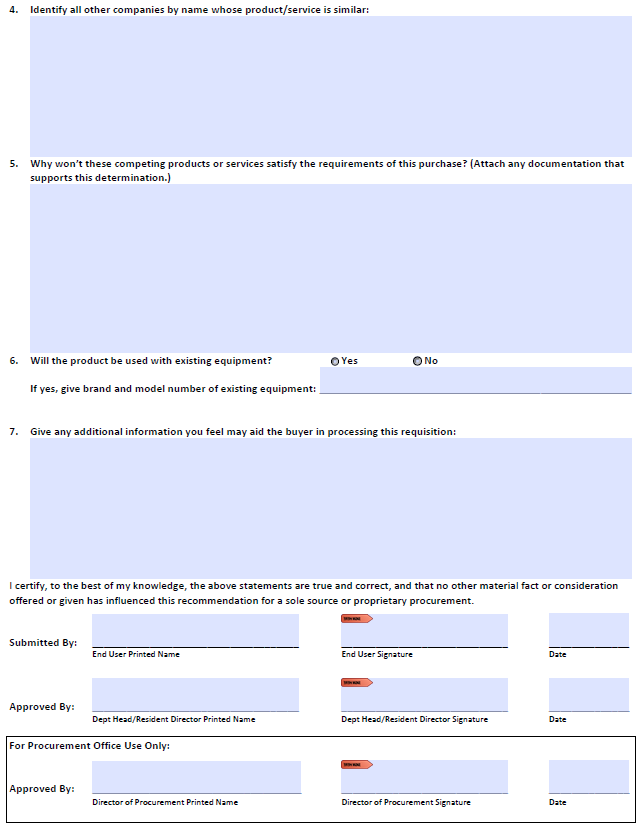 4. Identify all other companies by name whose product/service is similar:
5. Why won't these competing products or services satisfy the requirements of this purchase? (Attach any documentation that
supports this determination.)
6. Will the product be used with existing equipment? Yes No
If yes, give brand and model number of existing equipment:
7. Give any additional information you feel may aid the buyer in processing this requisition:
I certify, to the best of my knowledge, the above statements are true and correct, and that no other material fact or consideration
offered or given has influenced this recommendation for a sole source or proprietary procurement.
Submitted By:
End User Printed Name End User Signature Date
Approved By:
Dept Head/Resident Director Printed Name Dept Head/Resident Director Signature Date
For Procurement Office Use Only:
Approved By:
Director of Procurement Printed Name Director of Procurement Signature Date